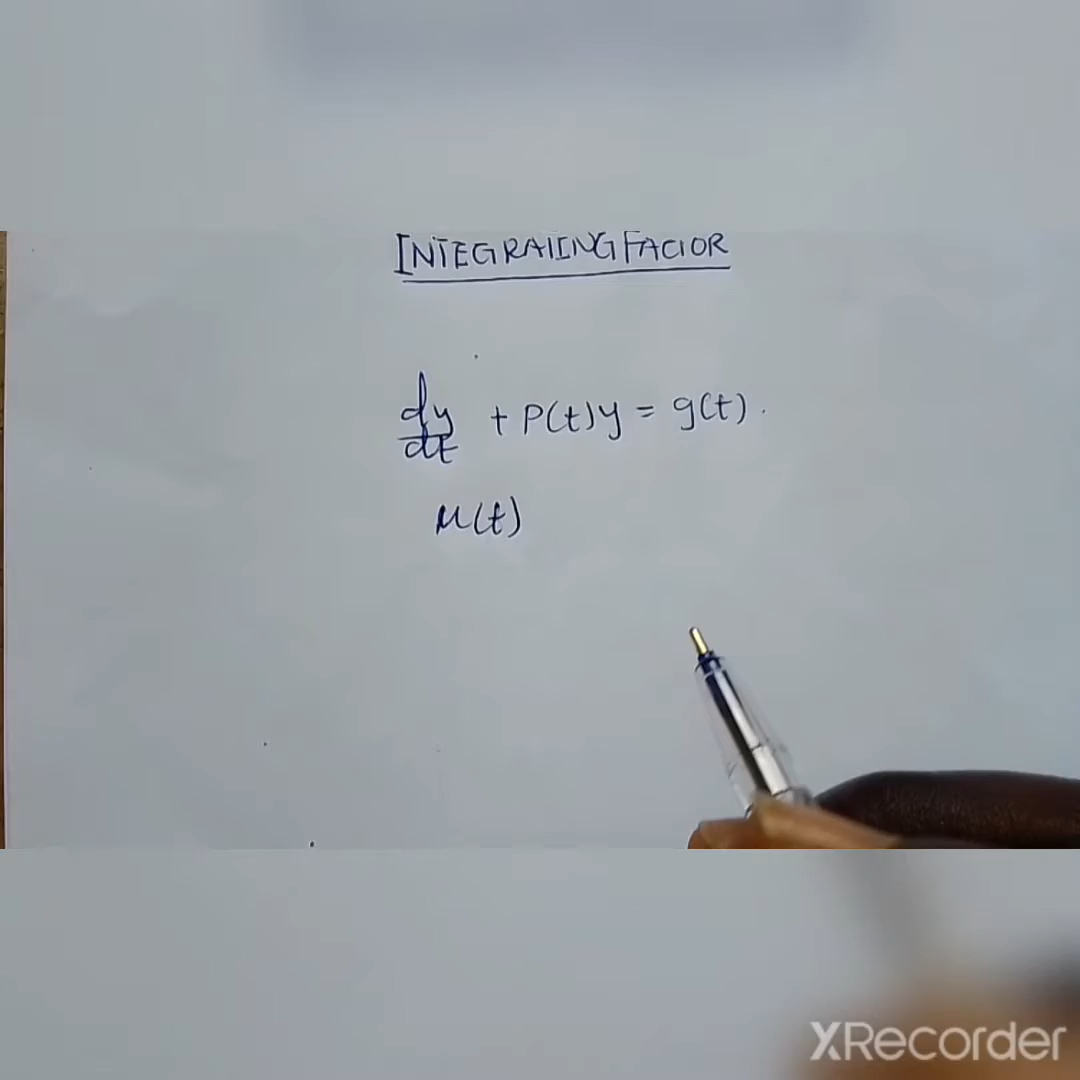 INTEGRATING FACTOR
dy/dt + P(t)y = g(t).
μ(t)
XRecorder